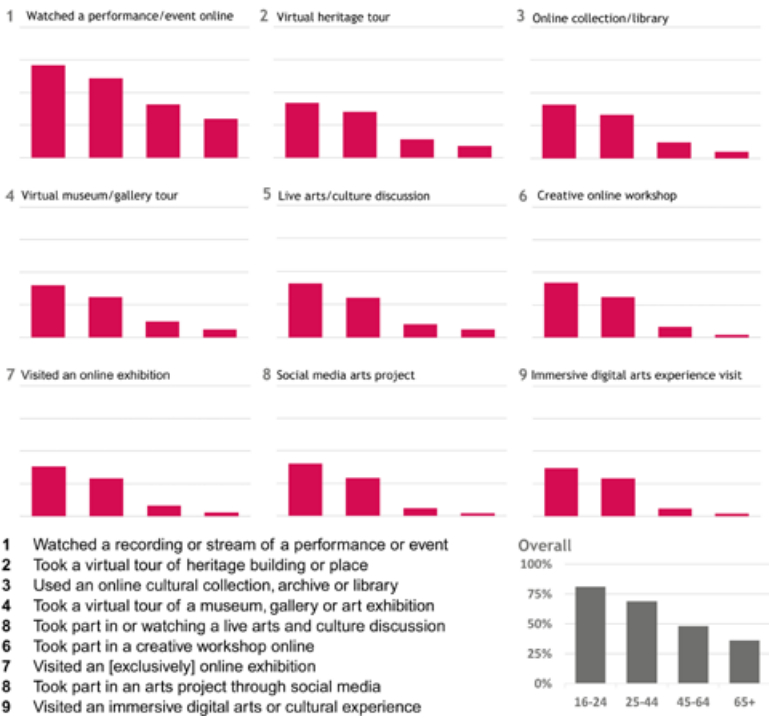 1 Watched a performance/event online
2 Virtual heritage tour
3 Online collection/library
4 Virtual museum/gallery tour
5 Live arts/culture discussion
6 Creative online workshop
7 Visited an online exhibition
8 Social media arts project
9 Immersive digital arts experience visit
1 Watched a recording or stream of a performance or event
2 Took a virtual tour of heritage building or place
3 Used an online cultural collection, archive or library
4 Took a virtual tour of a museum, gallery or art exhibition
8 Took part in or watching a live arts and culture discussion
6 Took part in a creative workshop online
7 Visited an [exclusively] online exhibition
8 Took part in an arts project through social media
9 Visited an immersive digital arts or cultural experience
Overall
100%
75%
50%
25%
0%
16-24 25-44 45-64 65+